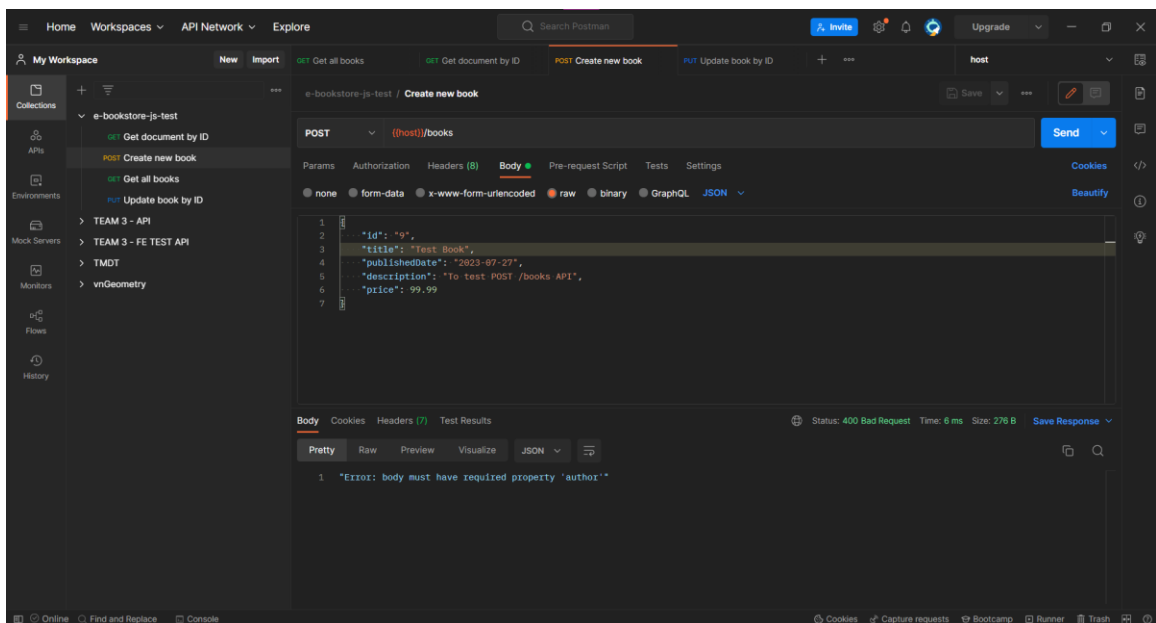 Home Workspaces API Network Explore Search Postman Invite Upgrade
My Workspace New Import GET Get all books GET Get document by ID POST Create new book PUT Update book by ID + host
Collections
APIs
Environments
Mock Servers
Monitors
Flows
History
e-bookstore-js-test
GET Get document by ID
POST Create new book
GET Get all books
PUT Update book by ID
TEAM 3 - API
TEAM 3 - FE TEST API
TMDT
vnGeometry
e-bookstore-js-test / Create new book Save
POST {{host}}/books Send
Params Authorization Headers (8) Body Pre-request Script Tests Settings Cookies
none form-data x-www-form-urlencoded raw binary GraphQL JSON Beautify
1 {
2 "id": "9",
3 "title": "Test Book",
4 "publishedDate": "2023-07-27",
5 "description": "To test POST /books API",
6 "price": 99.99
7 }
Body Cookies Headers (7) Test Results Status: 400 Bad Request Time: 6 ms Size: 276 B Save Response
Pretty Raw Preview Visualize JSON
1 "Error: body must have required property 'author'"
Online Find and Replace Console Cookies Capture requests Bootcamp Runner Trash